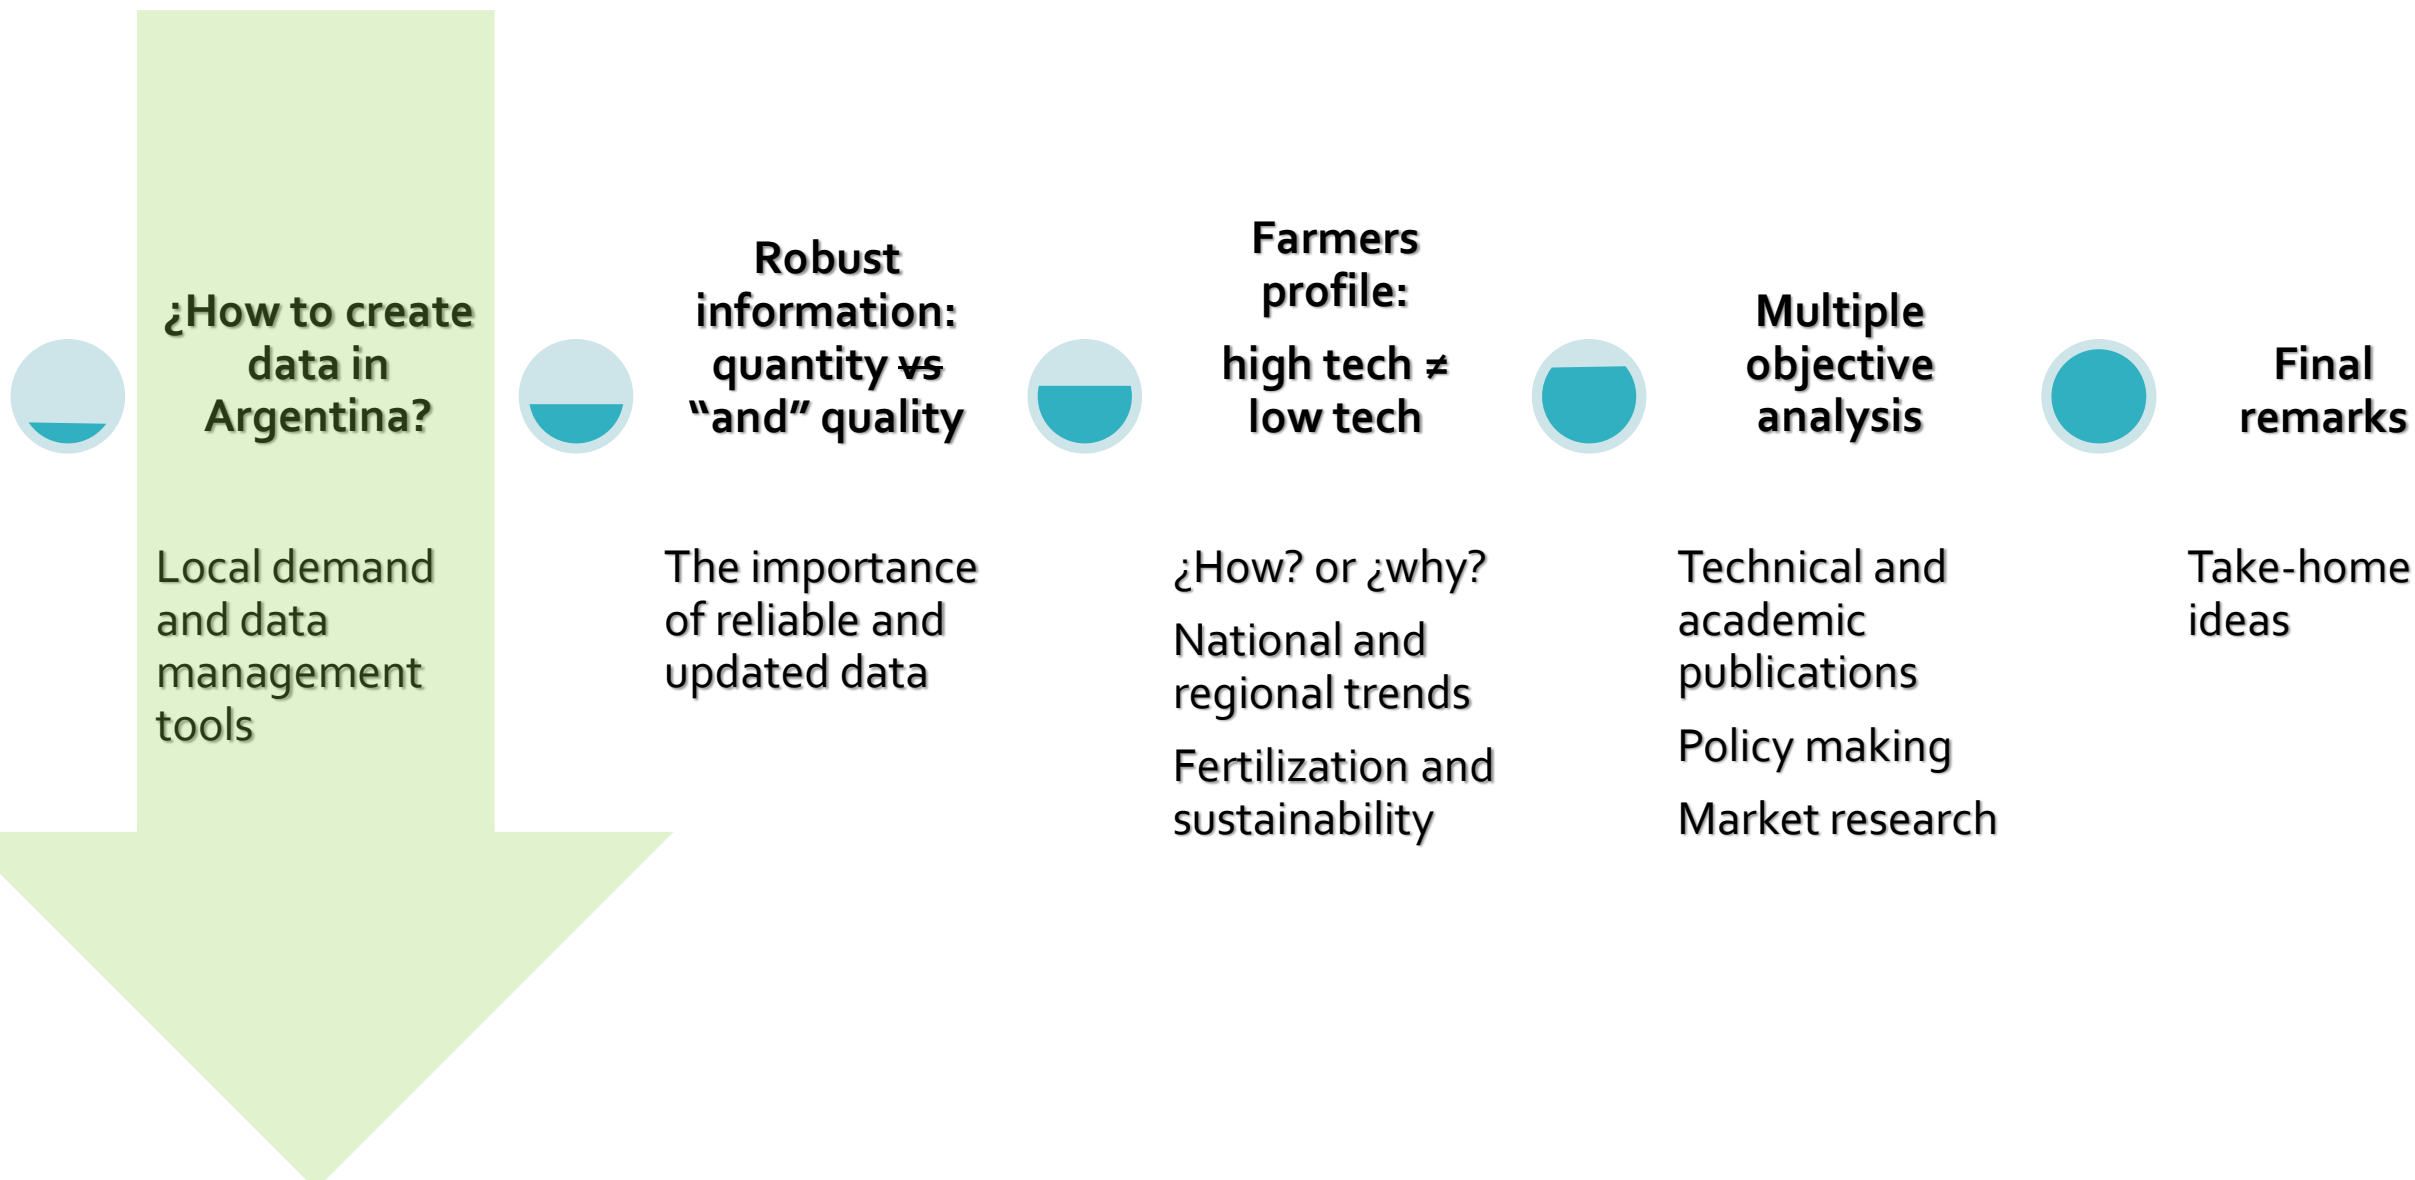 ¿How to create
data in
Argentina?
Local demand
and data
management
tools
Robust
information:
quantity vs
“and” quality
The importance
of reliable and
updated data
Farmers
profile:
high tech ≠
low tech
¿How? or ¿why?
National and
regional trends
Fertilization and
sustainability
Multiple
objective
analysis
Technical and
academic
publications
Policy making
Market research
Final
remarks
Take-home
ideas